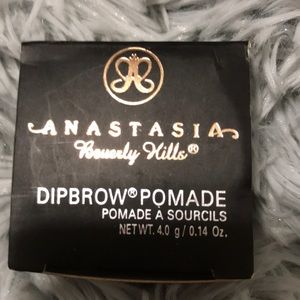 ANASTASIA
Beverly Hills®
DIPBROW® POMADE
POMADE A SOURCILS
NET WT. 4.0 g / 0.14 Oz.